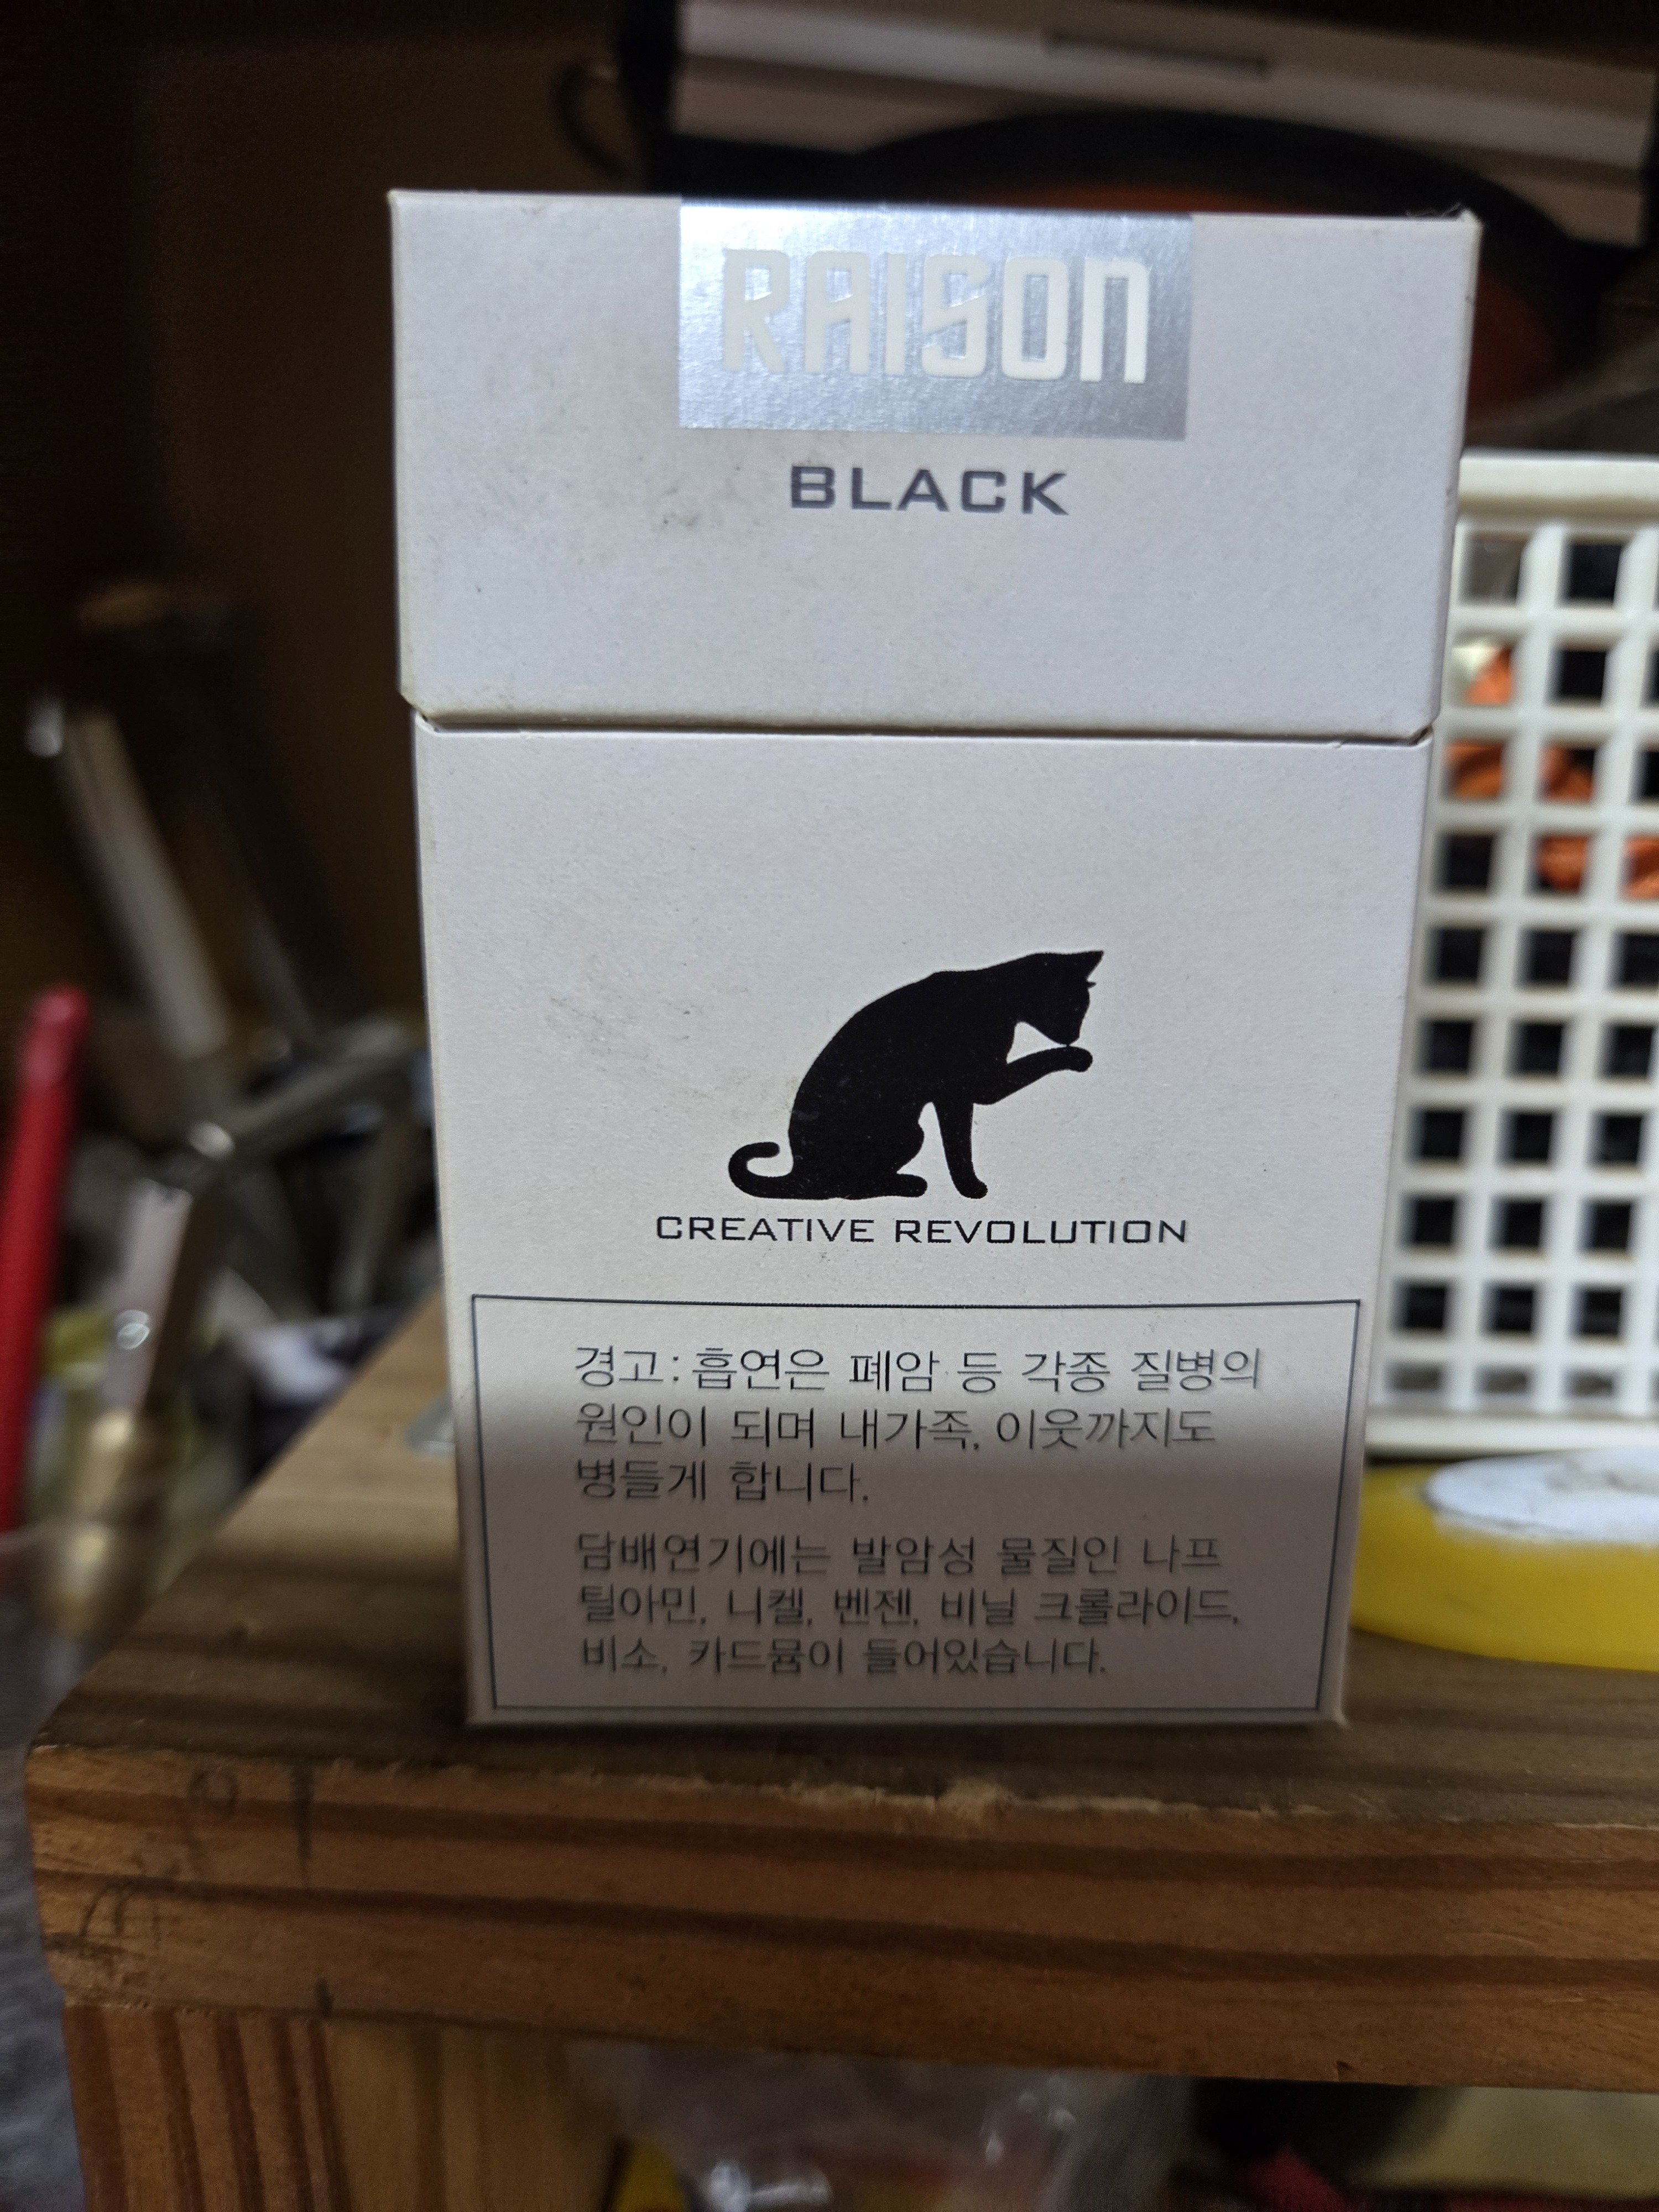 RAISON
BLACK
CREATIVE REVOLUTION
경고: 흡연은 폐암 등 각종 질병의
원인이 되며 내가족, 이웃까지도
병들게 합니다.
담배연기에는 발암성 물질인 나프
틸아민, 니켈, 벤젠, 비닐 크롤라이드,
비소, 카드뮴이 들어있습니다.